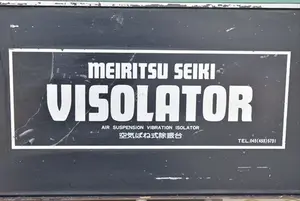 MEIRITSU SEIKI
VISOLATOR
AIR SUSPENSION VIBRATION ISOLATOR
空気ばね式除振台